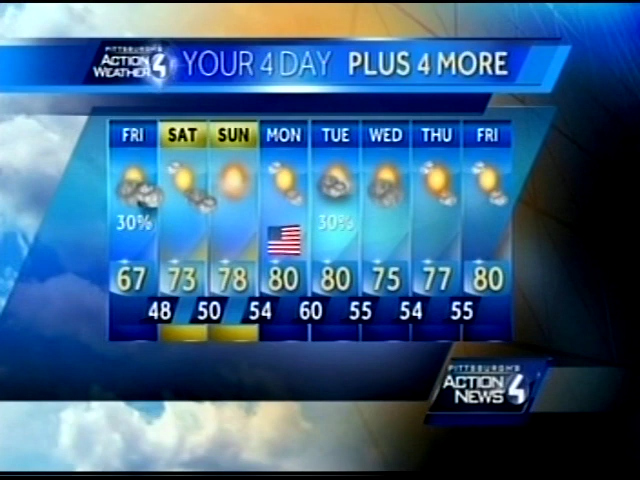 PITTSBURGH'S
ACTION
WEATHER 4
YOUR 4 DAY PLUS 4 MORE
FRI SAT SUN MON TUE WED THU FRI
30% 30%
67 73 78 80 80 75 77 80
48 50 54 60 55 54 55
PITTSBURGH'S
ACTION
NEWS 4